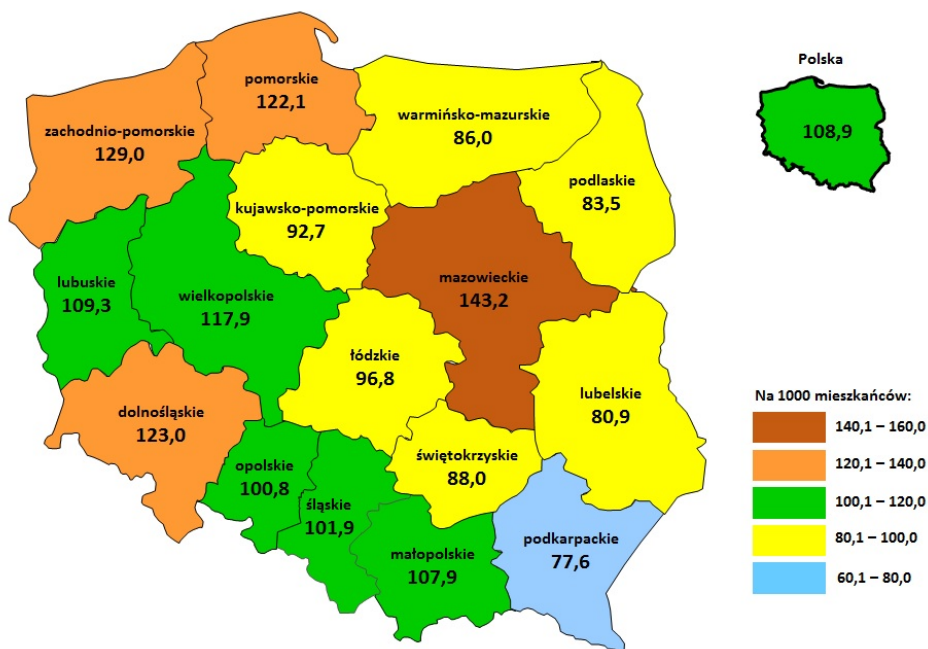 pomorskie
122,1
zachodnio-pomorskie
129,0
warmińsko-mazurskie
86,0
podlaskie
83,5
kujawsko-pomorskie
92,7
mazowieckie
143,2
lubuskie
109,3
wielkopolskie
117,9
łódzkie
96,8
lubelskie
80,9
dolnośląskie
123,0
opolskie
100,8
śląskie
101,9
świętokrzyskie
88,0
małopolskie
107,9
podkarpackie
77,6
Polska
108,9
Na 1000 mieszkańców:
140,1 – 160,0
120,1 – 140,0
100,1 – 120,0
80,1 – 100,0
60,1 – 80,0